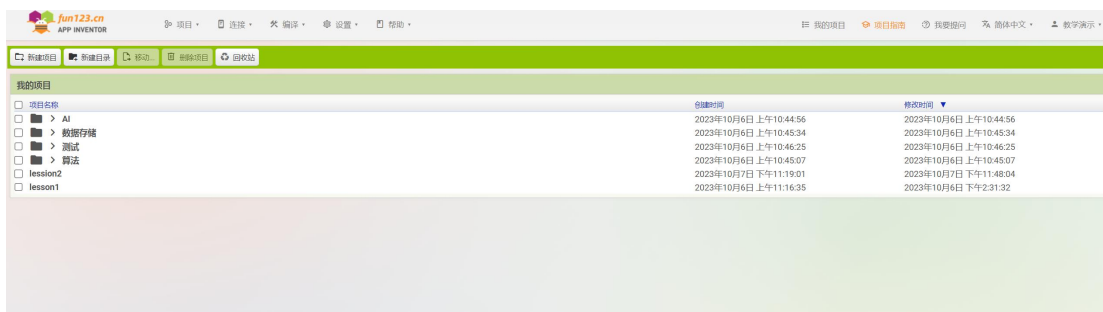 fun123.cn
APP INVENTOR
项目 连接 编译 设置 帮助 我的项目 项目指南 我要提问 简体中文 教学演示
新建项目 新建目录 移动... 删除项目 回收站
我的项目
项目名称 创建时间 修改时间 ▼
> AI 2023年10月6日 上午10:44:56 2023年10月6日 上午10:44:56
> 数据存储 2023年10月6日 上午10:45:34 2023年10月6日 上午10:45:34
> 测试 2023年10月6日 上午10:46:25 2023年10月6日 上午10:46:25
> 算法 2023年10月6日 上午10:45:07 2023年10月6日 上午10:45:07
lession2 2023年10月7日 下午11:19:01 2023年10月7日 下午11:48:04
lesson1 2023年10月6日 上午11:16:35 2023年10月6日 下午2:31:32